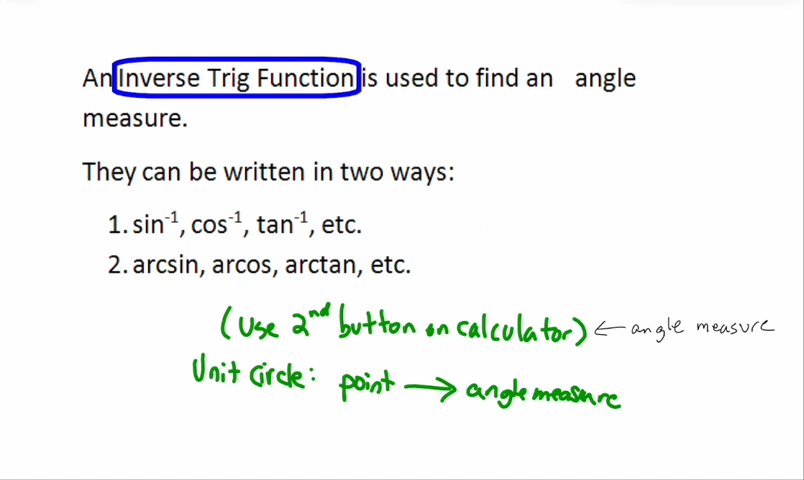 An Inverse Trig Function is used to find an angle
measure.
They can be written in two ways:
1. sin⁻¹, cos⁻¹, tan⁻¹, etc.
2. arcsin, arcos, arctan, etc.
(Use 2nd button on calculator) ← angle measure
Unit circle: point → angle measure